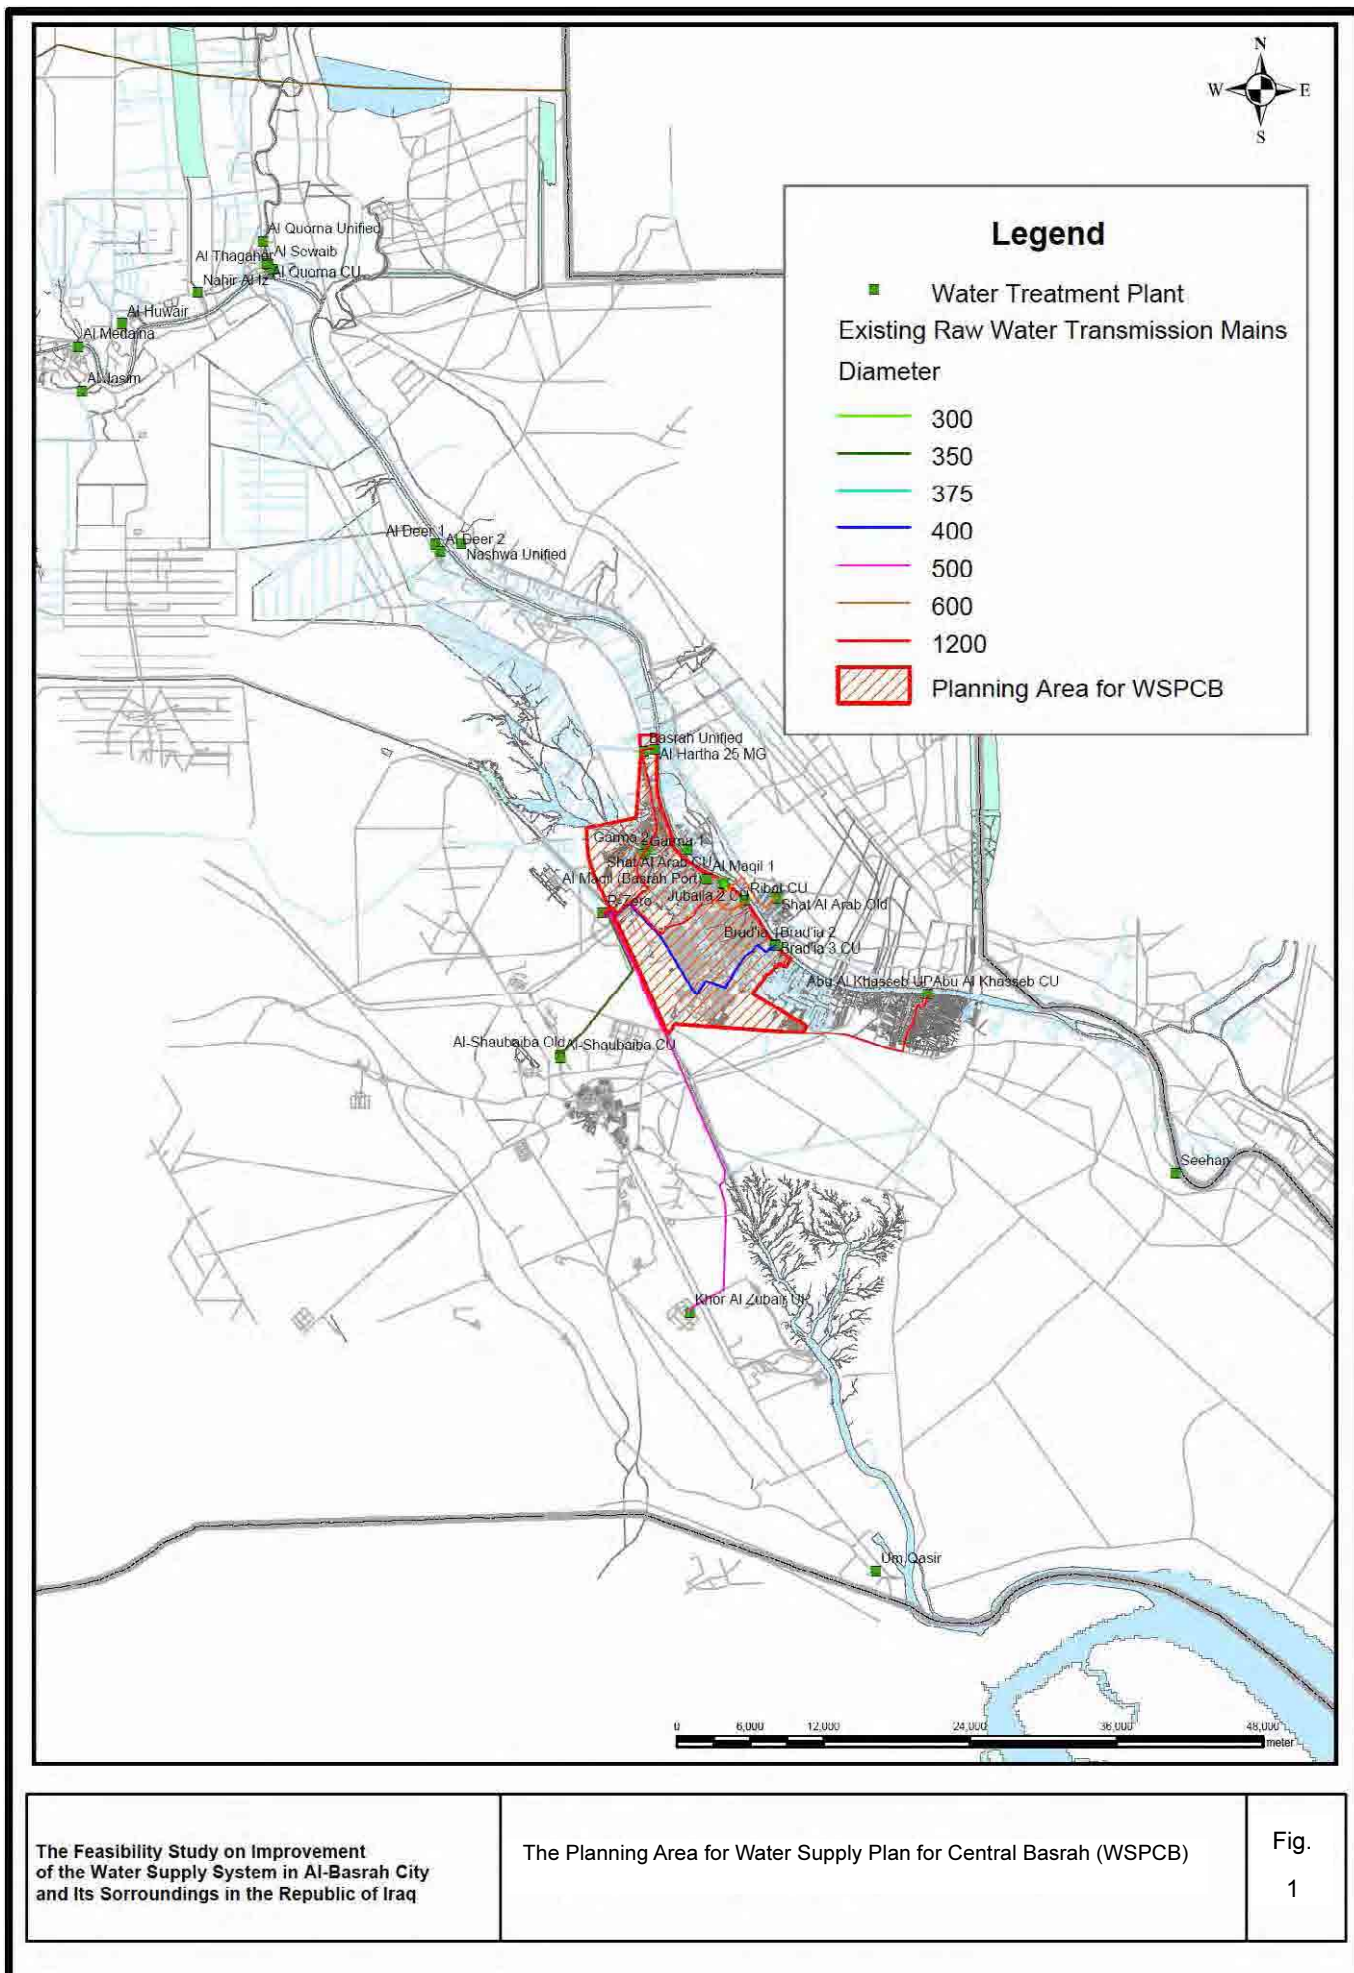 N
W
E
S
Legend
Water Treatment Plant
Existing Raw Water Transmission Mains
Diameter
300
350
375
400
500
600
1200
Planning Area for WSPCB
Al Quorna Unified
Al Sowaib
Al Thagaher
Al Quorna CU
Nahir Al Iz
Al Huwair
Al Medaina
Al Jasim
Al Deer 1
Al Deer 2
Nashwa Unified
Basrah Unified
Al Hartha 25 MG
Garma 2
Garma 1
Shat Al Arab CU
Al Maqil 1
Al Maqil (Basrah Port)
Ribat CU
Jubaila 2 CU
Shat Al Arab Old
R-Zero
Brad'ia 1
Brad'ia 2
Brad'ia 3 CU
Abu Al Khasseb UP
Abu Al Khasseb CU
Al-Shaubaiba Old
Al-Shaubaiba CU
Seehan
Khor Al Zubair UP
Um Qasir
0 6,000 12,000 24,000 36,000 48,000
meter
The Feasibility Study on Improvement
of the Water Supply System in Al-Basrah City
and Its Sorroundings in the Republic of Iraq
The Planning Area for Water Supply Plan for Central Basrah (WSPCB)
Fig.
1